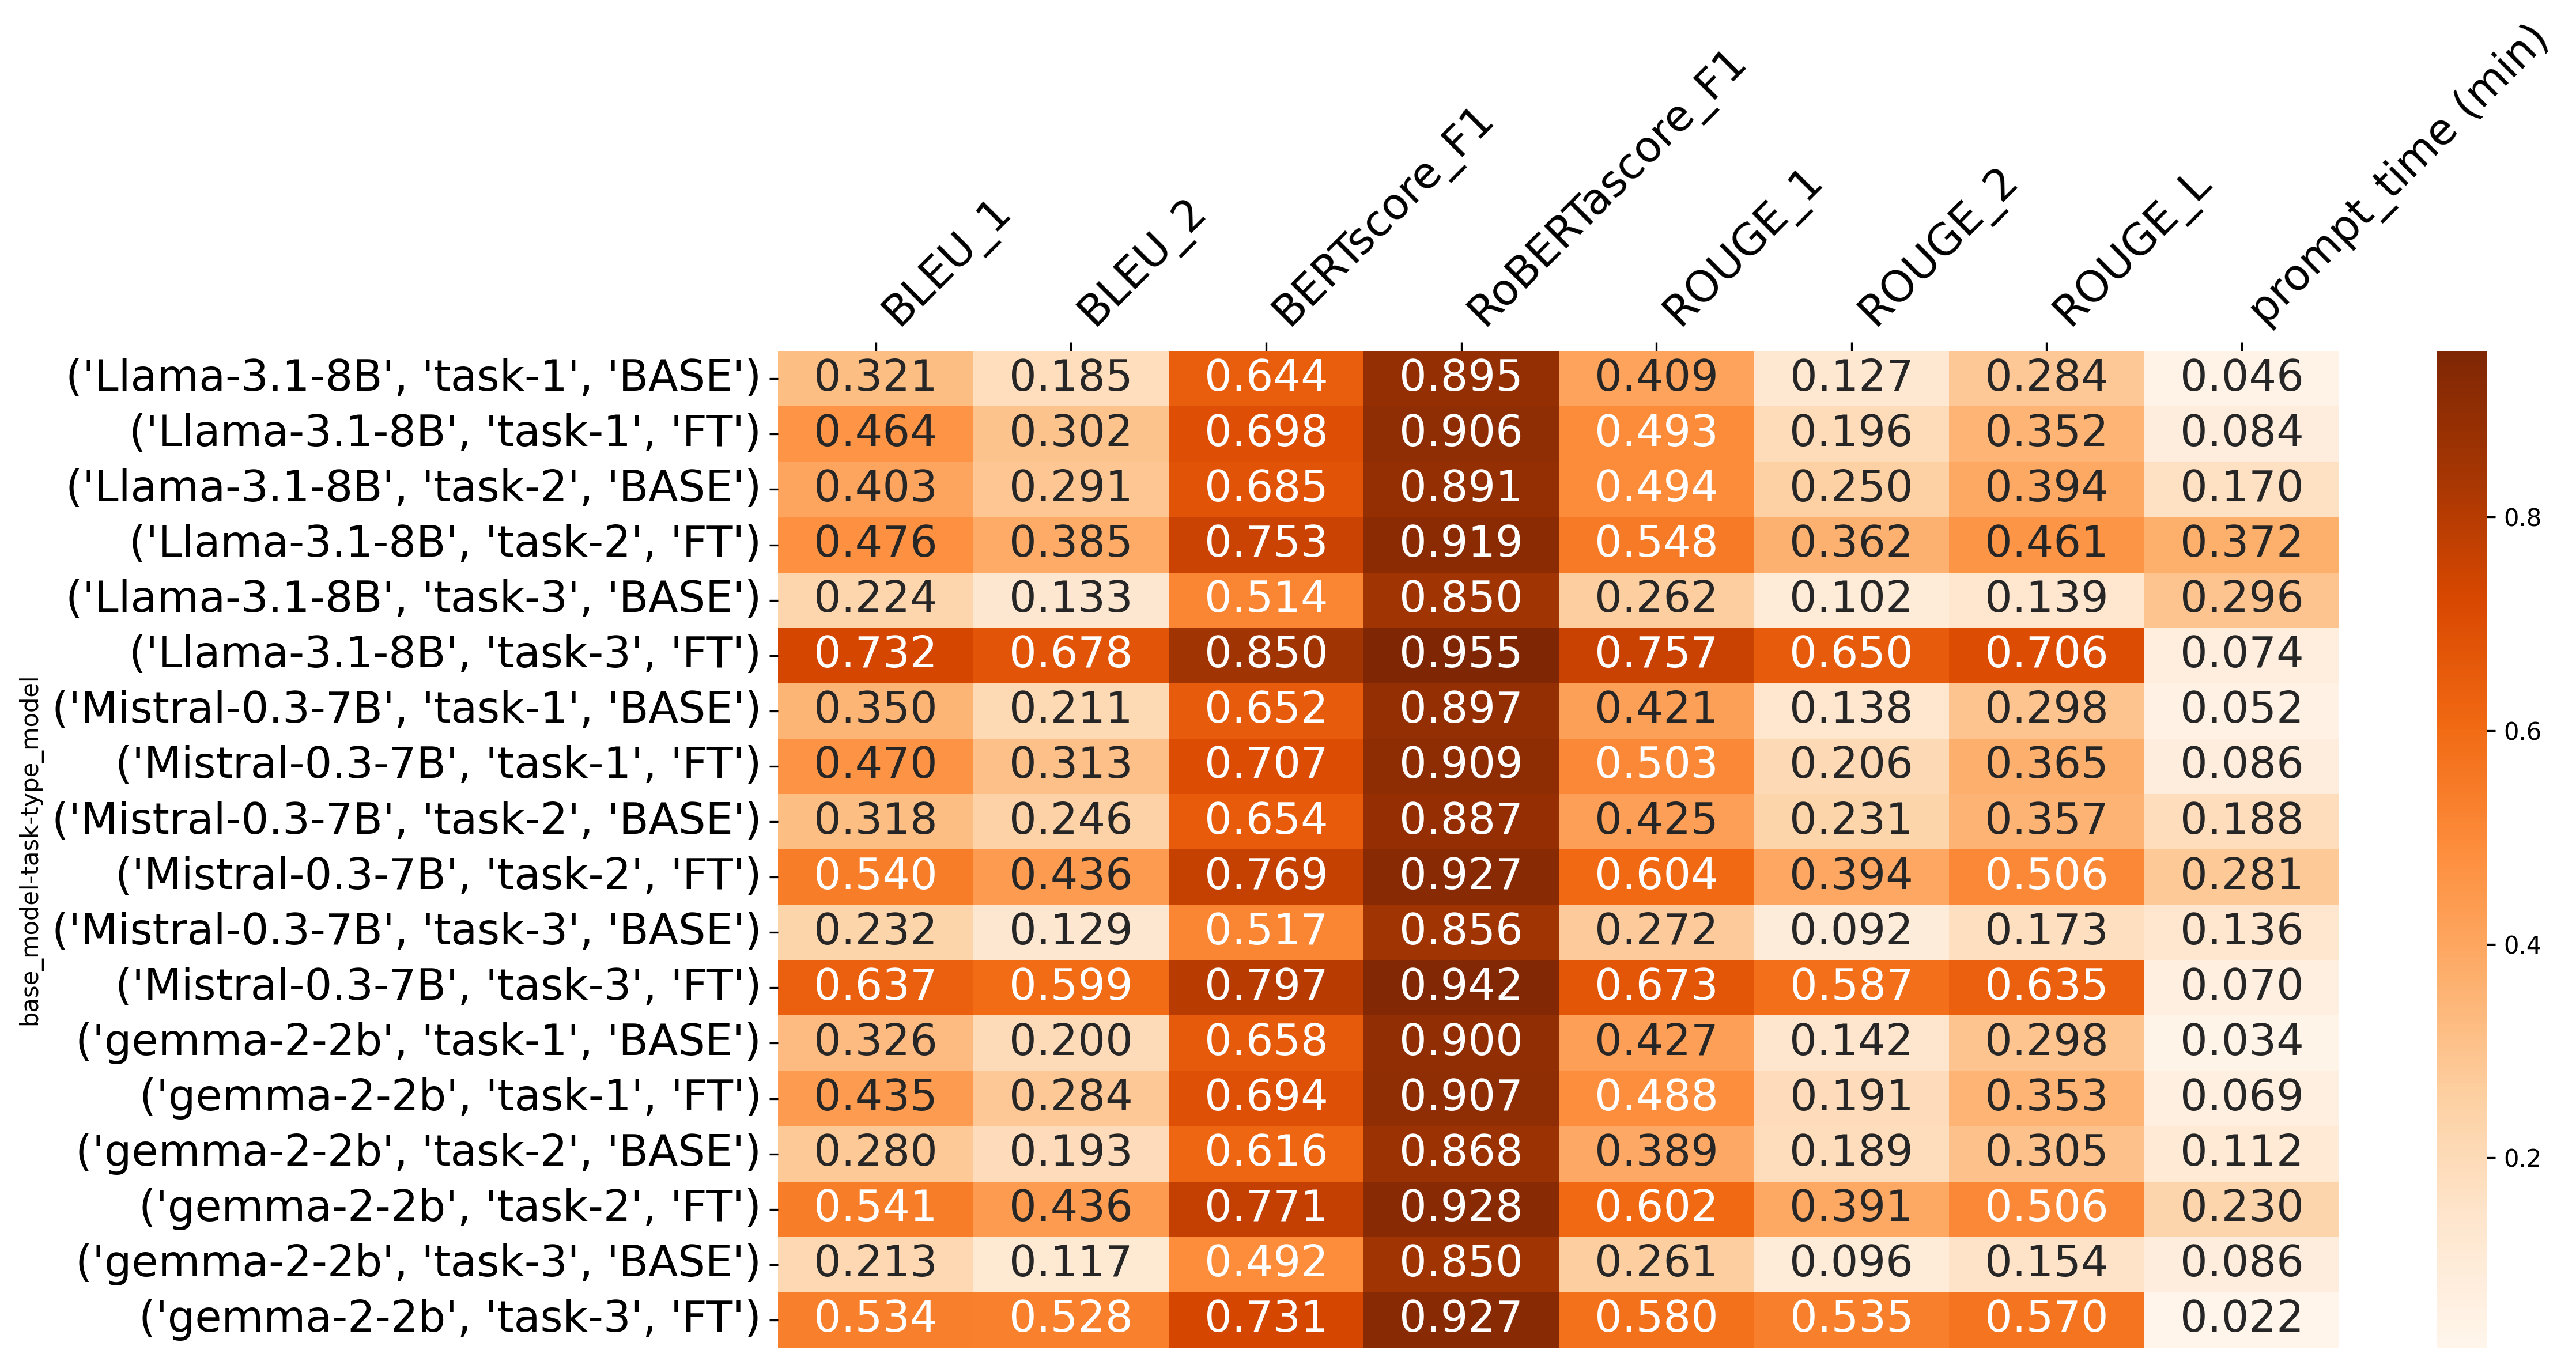 BLEU_1 BLEU_2 BERTscore_F1 RoBERTascore_F1 ROUGE_1 ROUGE_2 ROUGE_L prompt_time (min)
base_model-task-type_model
('Llama-3.1-8B', 'task-1', 'BASE') 0.321 0.185 0.644 0.895 0.409 0.127 0.284 0.046
('Llama-3.1-8B', 'task-1', 'FT') 0.464 0.302 0.698 0.906 0.493 0.196 0.352 0.084
('Llama-3.1-8B', 'task-2', 'BASE') 0.403 0.291 0.685 0.891 0.494 0.250 0.394 0.170
('Llama-3.1-8B', 'task-2', 'FT') 0.476 0.385 0.753 0.919 0.548 0.362 0.461 0.372
('Llama-3.1-8B', 'task-3', 'BASE') 0.224 0.133 0.514 0.850 0.262 0.102 0.139 0.296
('Llama-3.1-8B', 'task-3', 'FT') 0.732 0.678 0.850 0.955 0.757 0.650 0.706 0.074
('Mistral-0.3-7B', 'task-1', 'BASE') 0.350 0.211 0.652 0.897 0.421 0.138 0.298 0.052
('Mistral-0.3-7B', 'task-1', 'FT') 0.470 0.313 0.707 0.909 0.503 0.206 0.365 0.086
('Mistral-0.3-7B', 'task-2', 'BASE') 0.318 0.246 0.654 0.887 0.425 0.231 0.357 0.188
('Mistral-0.3-7B', 'task-2', 'FT') 0.540 0.436 0.769 0.927 0.604 0.394 0.506 0.281
('Mistral-0.3-7B', 'task-3', 'BASE') 0.232 0.129 0.517 0.856 0.272 0.092 0.173 0.136
('Mistral-0.3-7B', 'task-3', 'FT') 0.637 0.599 0.797 0.942 0.673 0.587 0.635 0.070
('gemma-2-2b', 'task-1', 'BASE') 0.326 0.200 0.658 0.900 0.427 0.142 0.298 0.034
('gemma-2-2b', 'task-1', 'FT') 0.435 0.284 0.694 0.907 0.488 0.191 0.353 0.069
('gemma-2-2b', 'task-2', 'BASE') 0.280 0.193 0.616 0.868 0.389 0.189 0.305 0.112
('gemma-2-2b', 'task-2', 'FT') 0.541 0.436 0.771 0.928 0.602 0.391 0.506 0.230
('gemma-2-2b', 'task-3', 'BASE') 0.213 0.117 0.492 0.850 0.261 0.096 0.154 0.086
('gemma-2-2b', 'task-3', 'FT') 0.534 0.528 0.731 0.927 0.580 0.535 0.570 0.022
0.8
0.6
0.4
0.2